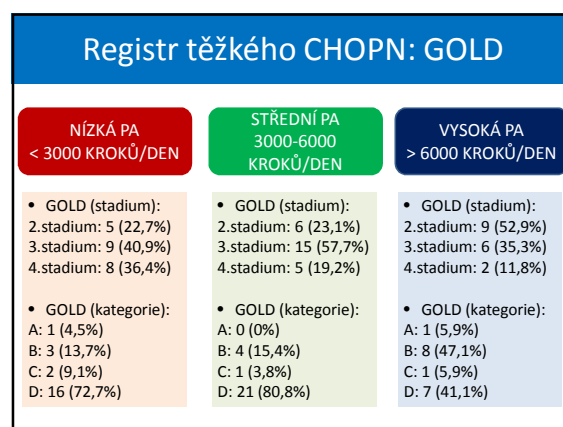 Registr těžkého CHOPN: GOLD
NÍZKÁ PA
< 3000 KROKŮ/DEN
• GOLD (stadium):
2.stadium: 5 (22,7%)
3.stadium: 9 (40,9%)
4.stadium: 8 (36,4%)
• GOLD (kategorie):
A: 1 (4,5%)
B: 3 (13,7%)
C: 2 (9,1%)
D: 16 (72,7%)
STŘEDNÍ PA
3000-6000
KROKŮ/DEN
• GOLD (stadium):
2.stadium: 6 (23,1%)
3.stadium: 15 (57,7%)
4.stadium: 5 (19,2%)
• GOLD (kategorie):
A: 0 (0%)
B: 4 (15,4%)
C: 1 (3,8%)
D: 21 (80,8%)
VYSOKÁ PA
> 6000 KROKŮ/DEN
• GOLD (stadium):
2.stadium: 9 (52,9%)
3.stadium: 6 (35,3%)
4.stadium: 2 (11,8%)
• GOLD (kategorie):
A: 1 (5,9%)
B: 8 (47,1%)
C: 1 (5,9%)
D: 7 (41,1%)